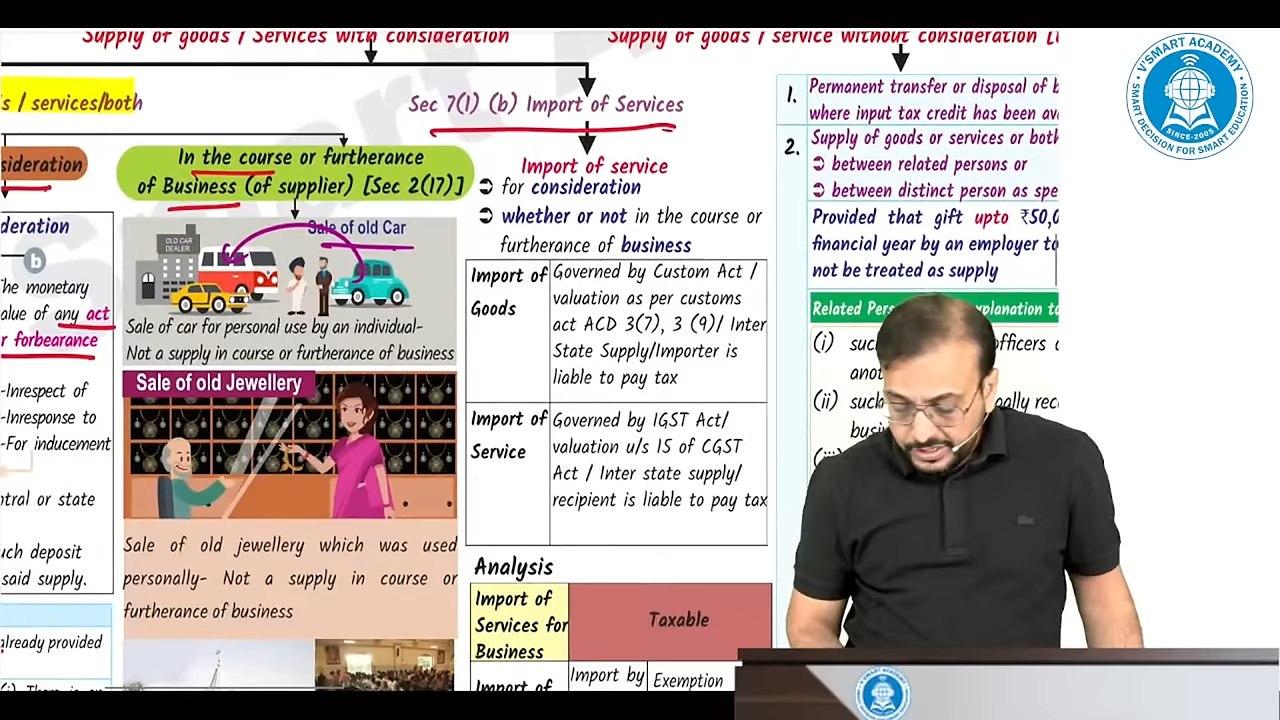 Supply of goods / Services with consideration
Supply of goods / service without consideration
s / services/both
Sec 7(1) (b) Import of Services
sideration
In the course or furtherance
of Business (of supplier) [Sec 2(17)]
Import of service
for consideration
whether or not in the course or
furtherance of business
deration
b
The monetary
value of any act
r forbearance
-Inrespect of
-Inresponse to
-For inducement
ntral or state
uch deposit
said supply.
already provided
OLD CAR
DEALER
Sale of old Car
Sale of car for personal use by an individual-
Not a supply in course or furtherance of business
Sale of old Jewellery
Sale of old jewellery which was used
personally- Not a supply in course or
furtherance of business
Import of
Goods
Governed by Custom Act /
valuation as per customs
act ACD 3(7), 3 (9)/ Inter
State Supply/Importer is
liable to pay tax
Import of
Service
Governed by IGST Act/
valuation u/s 15 of CGST
Act / Inter state supply/
recipient is liable to pay tax
Analysis
Import of
Services for
Business
Taxable
Import of
Import by
Exemption
1.
Permanent transfer or disposal of b
where input tax credit has been av
2.
Supply of goods or services or both
between related persons or
between distinct person as spe
Provided that gift upto ₹50,0
financial year by an employer to
not be treated as supply
Related Pers
xplanation to
(i) suc
officers o
anot
(ii) such
ally rec
busi
V'SMART ACADEMY
SMART DECISION FOR SMART EDUCATION
SINCE-2005